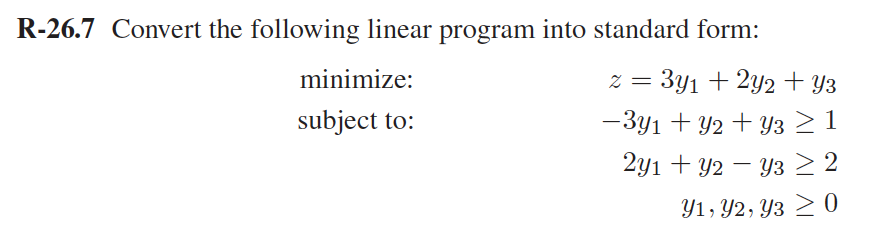 R-26.7 Convert the following linear program into standard form:
minimize: z = 3y₁ + 2y₂ + y₃
subject to: −3y₁ + y₂ + y₃ ≥ 1
2y₁ + y₂ − y₃ ≥ 2
y₁, y₂, y₃ ≥ 0